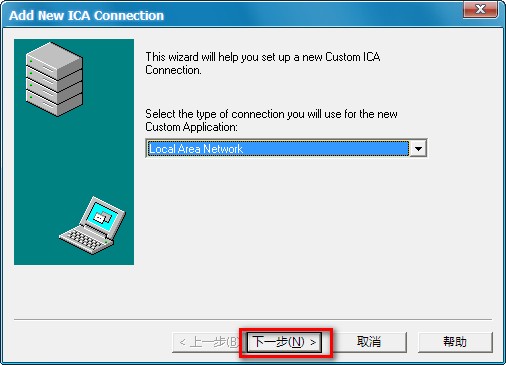 Add New ICA Connection
This wizard will help you set up a new Custom ICA
Connection.
Select the type of connection you will use for the new
Custom Application:
Local Area Network
< 上一步(B
下一步(N) >
取消
帮助